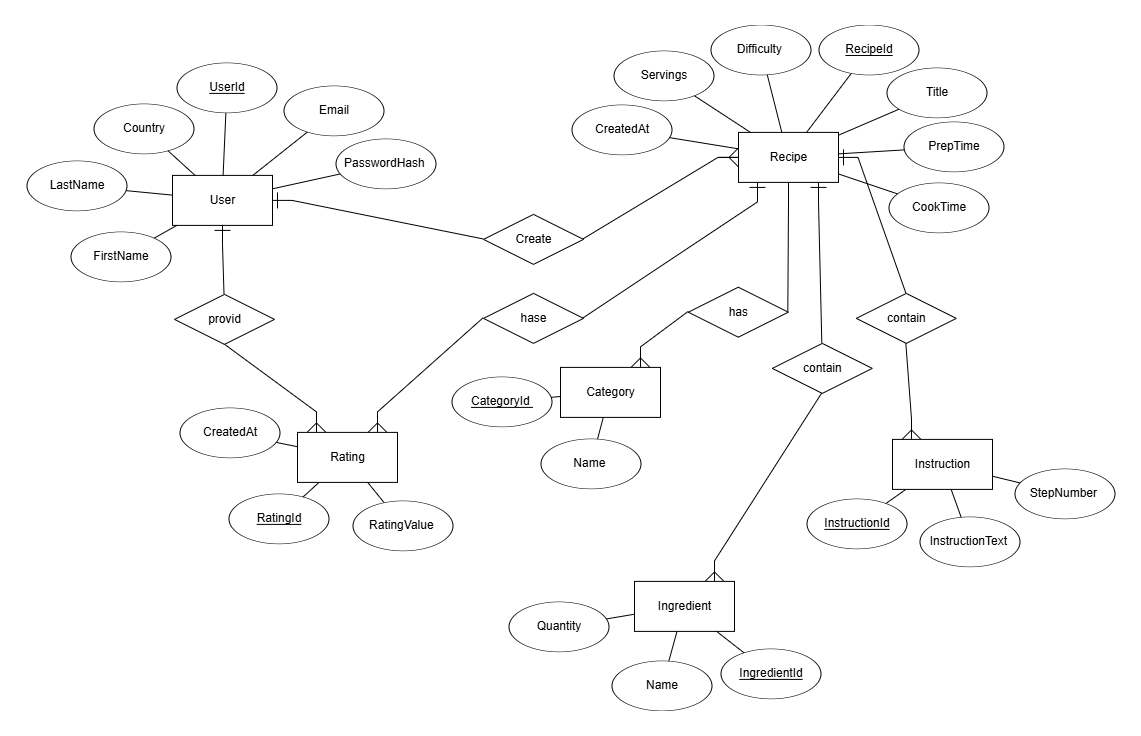 Difficulty
RecipeId
Servings
UserId
Title
Email
Country
CreatedAt
PrepTime
PasswordHash
Recipe
LastName
User
CookTime
Create
FirstName
provid
hase
has
contain
contain
Category
CategoryId
CreatedAt
Rating
Name
Instruction
StepNumber
RatingId
RatingValue
InstructionId
InstructionText
Ingredient
Quantity
Name
IngredientId